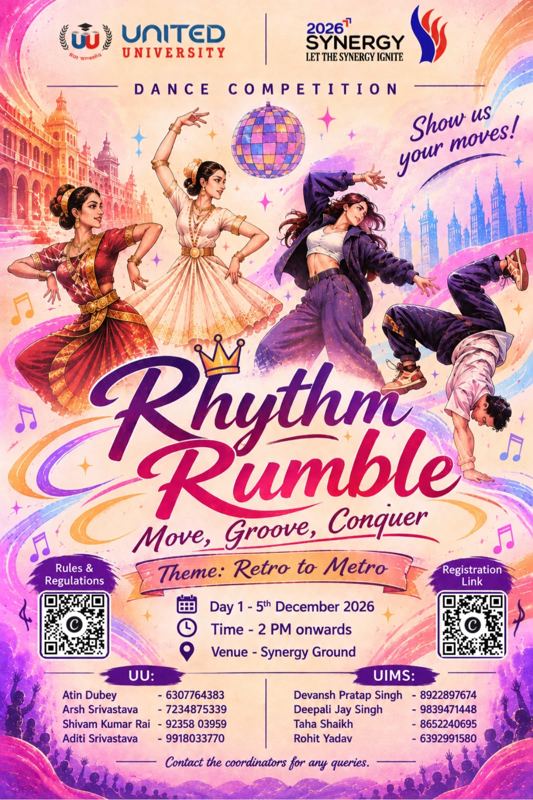 UNITED
UNIVERSITY
2026
SYNERGY
LET THE SYNERGY IGNITE
DANCE COMPETITION
Show us
your moves!
Rhythm
Rumble
Move, Groove, Conquer
Theme: Retro to Metro
Rules &
Regulations
Registration
Link
Day 1 - 5th December 2026
Time - 2 PM onwards
Venue - Synergy Ground
UU:
Atin Dubey - 6307764383
Arsh Srivastava - 7234875339
Shivam Kumar Rai - 92358 03959
Aditi Srivastava - 9918033770
UIMS:
Devansh Pratap Singh - 8922897674
Deepali Jay Singh - 9839471448
Taha Shaikh - 8652240695
Rohit Yadav - 6392991580
Contact the coordinators for any queries.